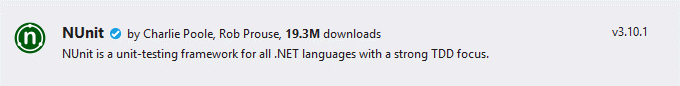 n
NUnit by Charlie Poole, Rob Prouse, 19.3M downloads v3.10.1
NUnit is a unit-testing framework for all .NET languages with a strong TDD focus.